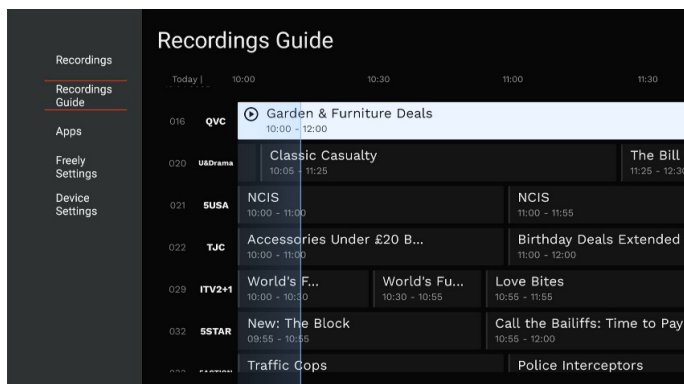 Recordings
Recordings
Guide
Apps
Freely
Settings
Device
Settings
Recordings Guide
Today | 10:00 10:30 11:00 11:30
016 QVC Garden & Furniture Deals
10:00 - 12:00
020 U&Drama Classic Casualty The Bill
10:05 - 11:25 11:25 - 12:30
021 5USA NCIS NCIS
10:00 - 11:00 11:00 - 11:55
022 TJC Accessories Under £20 B... Birthday Deals Extended
10:00 - 11:00 11:00 - 12:00
029 ITV2+1 World's F... World's Fu... Love Bites
10:00 - 10:30 10:30 - 10:55 10:55 - 11:55
032 5STAR New: The Block Call the Bailiffs: Time to Pay
09:55 - 10:55 10:55 - 12:00
Traffic Cops Police Interceptors